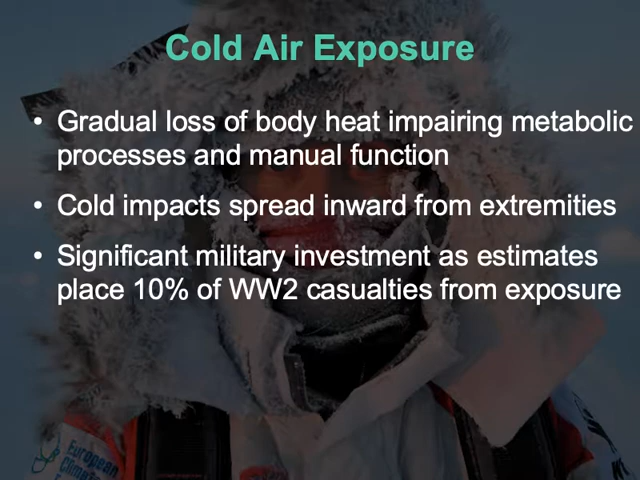 Cold Air Exposure
• Gradual loss of body heat impairing metabolic
processes and manual function
• Cold impacts spread inward from extremities
• Significant military investment as estimates
place 10% of WW2 casualties from exposure
European